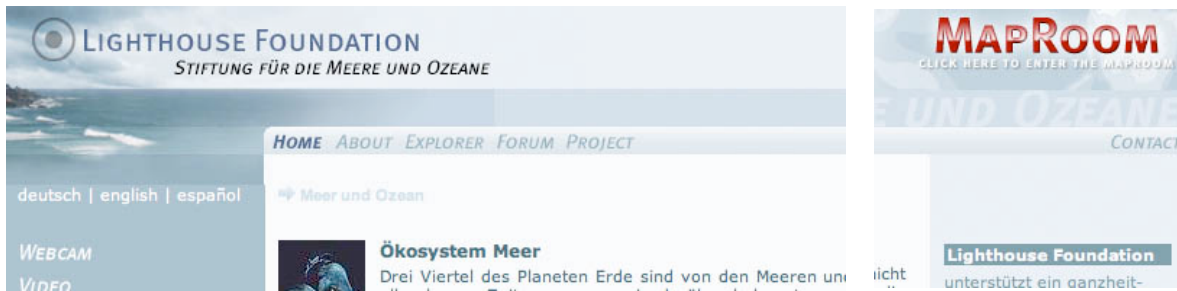 LIGHTHOUSE FOUNDATION
STIFTUNG FÜR DIE MEERE UND OZEANE
HOME ABOUT EXPLORER FORUM PROJECT
deutsch | english | español
Meer und Ozean
WEBCAM
VIDEO
Ökosystem Meer
Drei Viertel des Planeten Erde sind von den Meeren und
MAPROOM
CLICK HERE TO ENTER THE MAPROOM
E UND OZEANE
CONTACT
nicht
Lighthouse Foundation
unterstützt ein ganzheit-